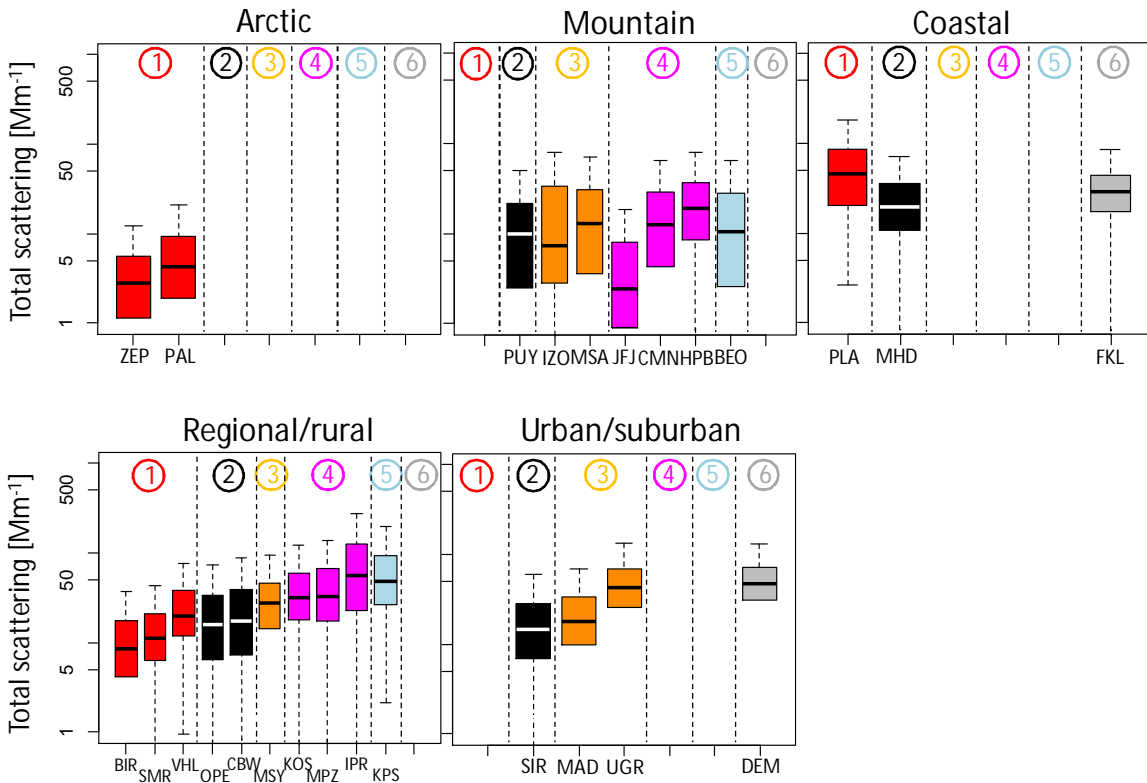 Arctic Mountain Coastal
Total scattering [Mm⁻¹]
500
50
5
1
1 2 3 4 5 6
1 2 3 4 5 6
1 2 3 4 5 6
ZEP PAL
PUY IZO MSA JFJ CMN HPB BEO
PLA MHD FKL
Regional/rural Urban/suburban
Total scattering [Mm⁻¹]
500
50
5
1
1 2 3 4 5 6
1 2 3 4 5 6
BIR SMR VHL OPE CBW MSY KOS MPZ IPR KPS
SIR MAD UGR DEM